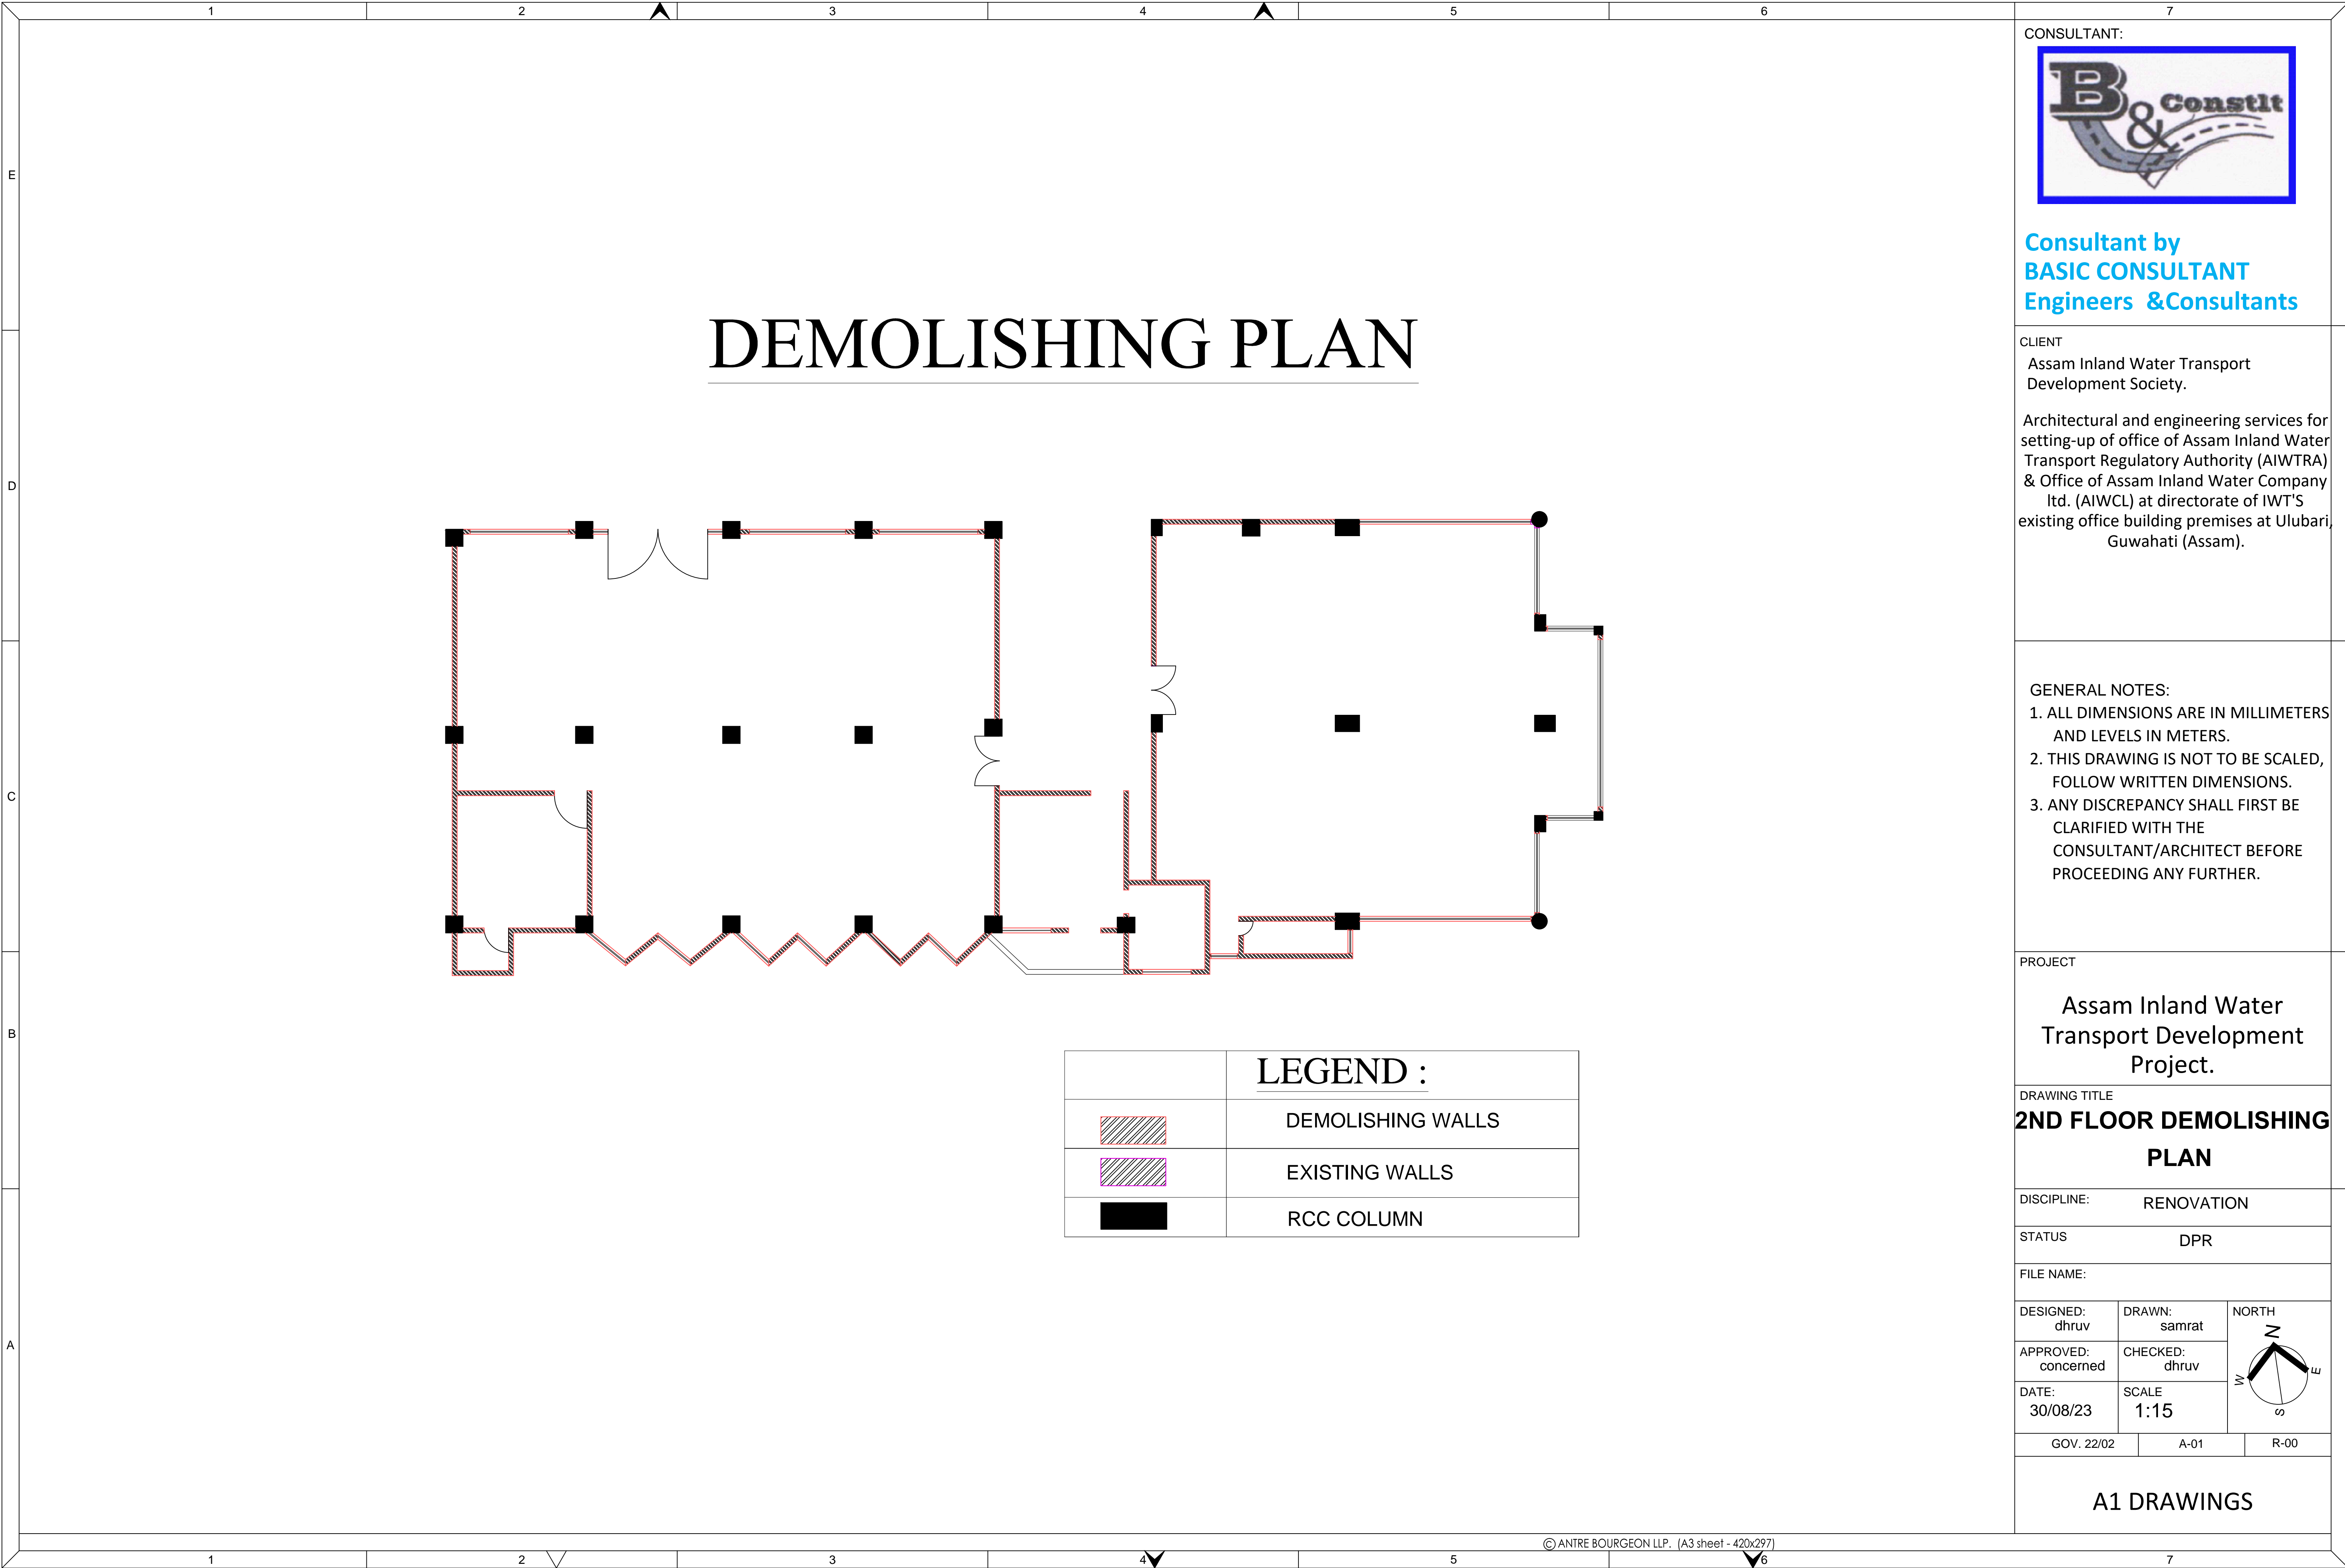 1 2 3 4 5 6 7
E
D
C
B
A
DEMOLISHING PLAN
LEGEND :
DEMOLISHING WALLS
EXISTING WALLS
RCC COLUMN
CONSULTANT:
B & Constlt
Consultant by
BASIC CONSULTANT
Engineers &Consultants
CLIENT
Assam Inland Water Transport
Development Society.
Architectural and engineering services for
setting-up of office of Assam Inland Water
Transport Regulatory Authority (AIWTRA)
& Office of Assam Inland Water Company
ltd. (AIWCL) at directorate of IWT'S
existing office building premises at Ulubari,
Guwahati (Assam).
GENERAL NOTES:
1. ALL DIMENSIONS ARE IN MILLIMETERS
AND LEVELS IN METERS.
2. THIS DRAWING IS NOT TO BE SCALED,
FOLLOW WRITTEN DIMENSIONS.
3. ANY DISCREPANCY SHALL FIRST BE
CLARIFIED WITH THE
CONSULTANT/ARCHITECT BEFORE
PROCEEDING ANY FURTHER.
PROJECT
Assam Inland Water
Transport Development
Project.
DRAWING TITLE
2ND FLOOR DEMOLISHING
PLAN
DISCIPLINE: RENOVATION
STATUS DPR
FILE NAME:
DESIGNED: DRAWN: NORTH
dhruv samrat
N
APPROVED: CHECKED:
concerned dhruv
W E
DATE: SCALE
30/08/23 1:15
S
GOV. 22/02 A-01 R-00
A1 DRAWINGS
© ANTRE BOURGEON LLP. (A3 sheet - 420x297)
1 2 3 4 5 6 7